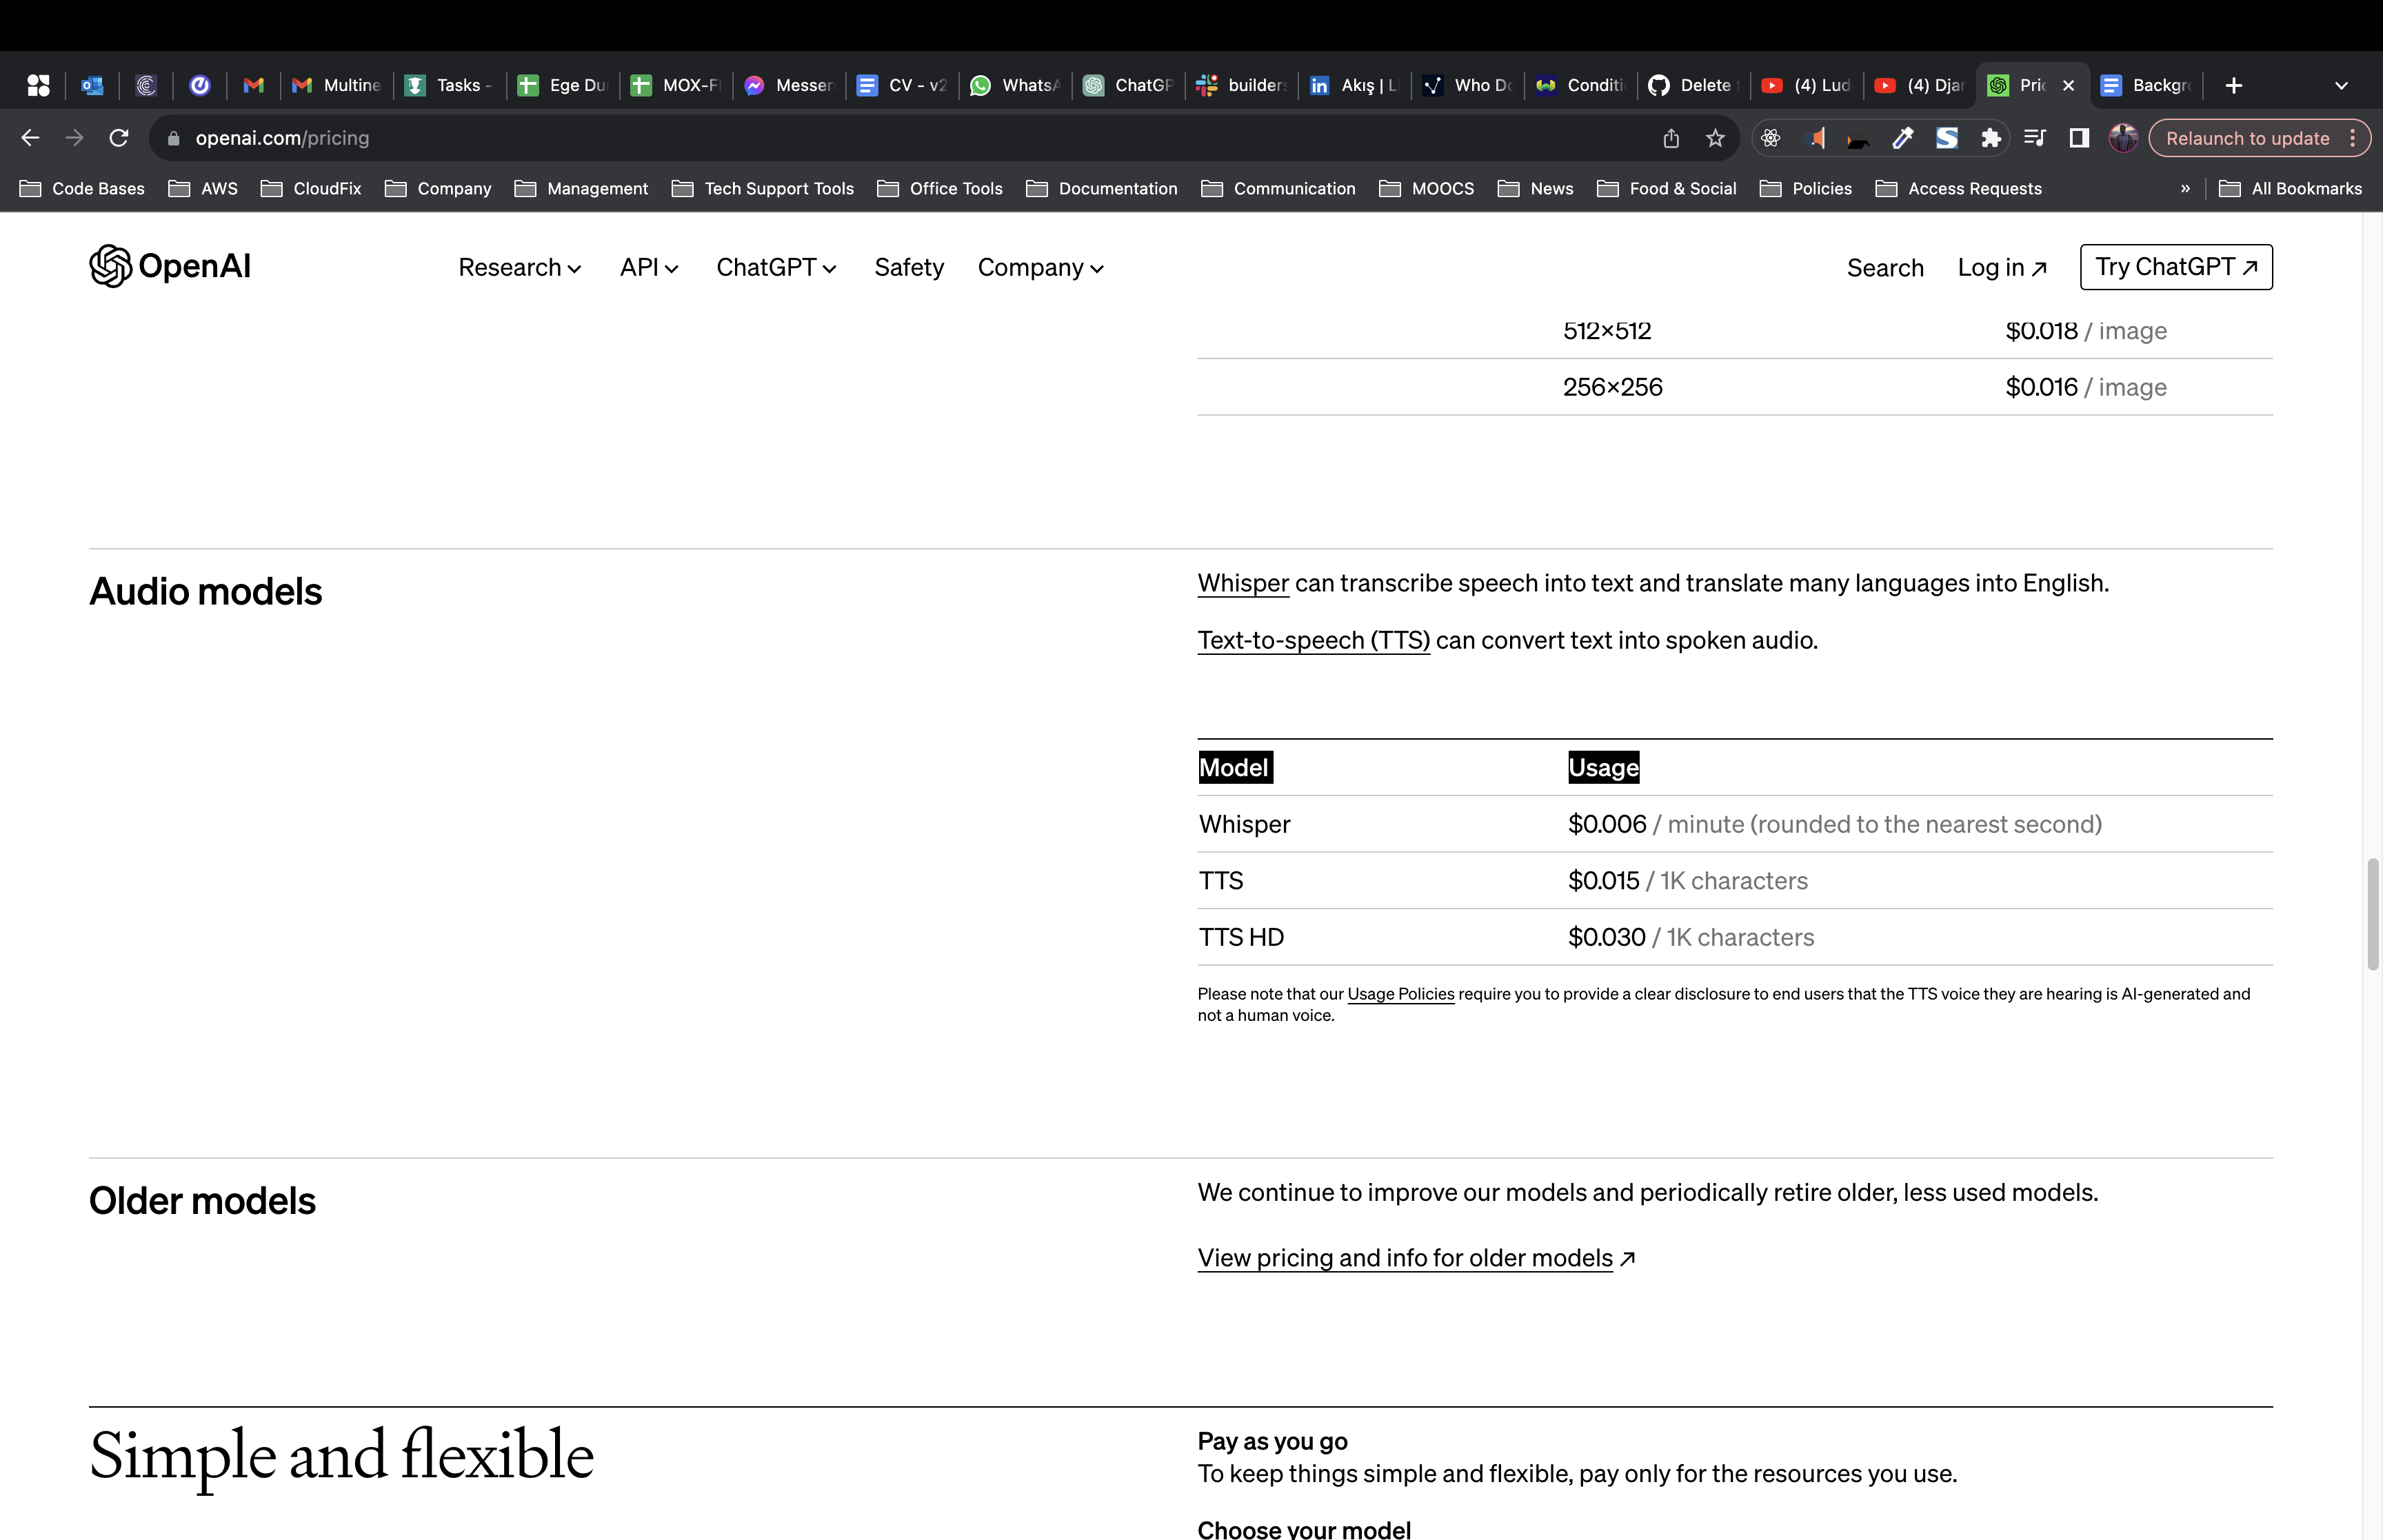 Multine
Tasks -
Ege Du
MOX-F
Messen
CV - v2
WhatsA
ChatGP
builders
Akış | Li
Who Do
Conditi
Delete
(4) Lud
(4) Djan
Pric
Backgr
openai.com/pricing
Relaunch to update
Code Bases
AWS
CloudFix
Company
Management
Tech Support Tools
Office Tools
Documentation
Communication
MOOCS
News
Food & Social
Policies
Access Requests
»
All Bookmarks
OpenAI
Research
API
ChatGPT
Safety
Company
Search
Log in ↗
Try ChatGPT ↗
512×512 $0.018 / image
256×256 $0.016 / image
Audio models
Whisper can transcribe speech into text and translate many languages into English.
Text-to-speech (TTS) can convert text into spoken audio.
Model Usage
Whisper $0.006 / minute (rounded to the nearest second)
TTS $0.015 / 1K characters
TTS HD $0.030 / 1K characters
Please note that our Usage Policies require you to provide a clear disclosure to end users that the TTS voice they are hearing is AI-generated and
not a human voice.
Older models
We continue to improve our models and periodically retire older, less used models.
View pricing and info for older models ↗
Simple and flexible
Pay as you go
To keep things simple and flexible, pay only for the resources you use.
Choose your model